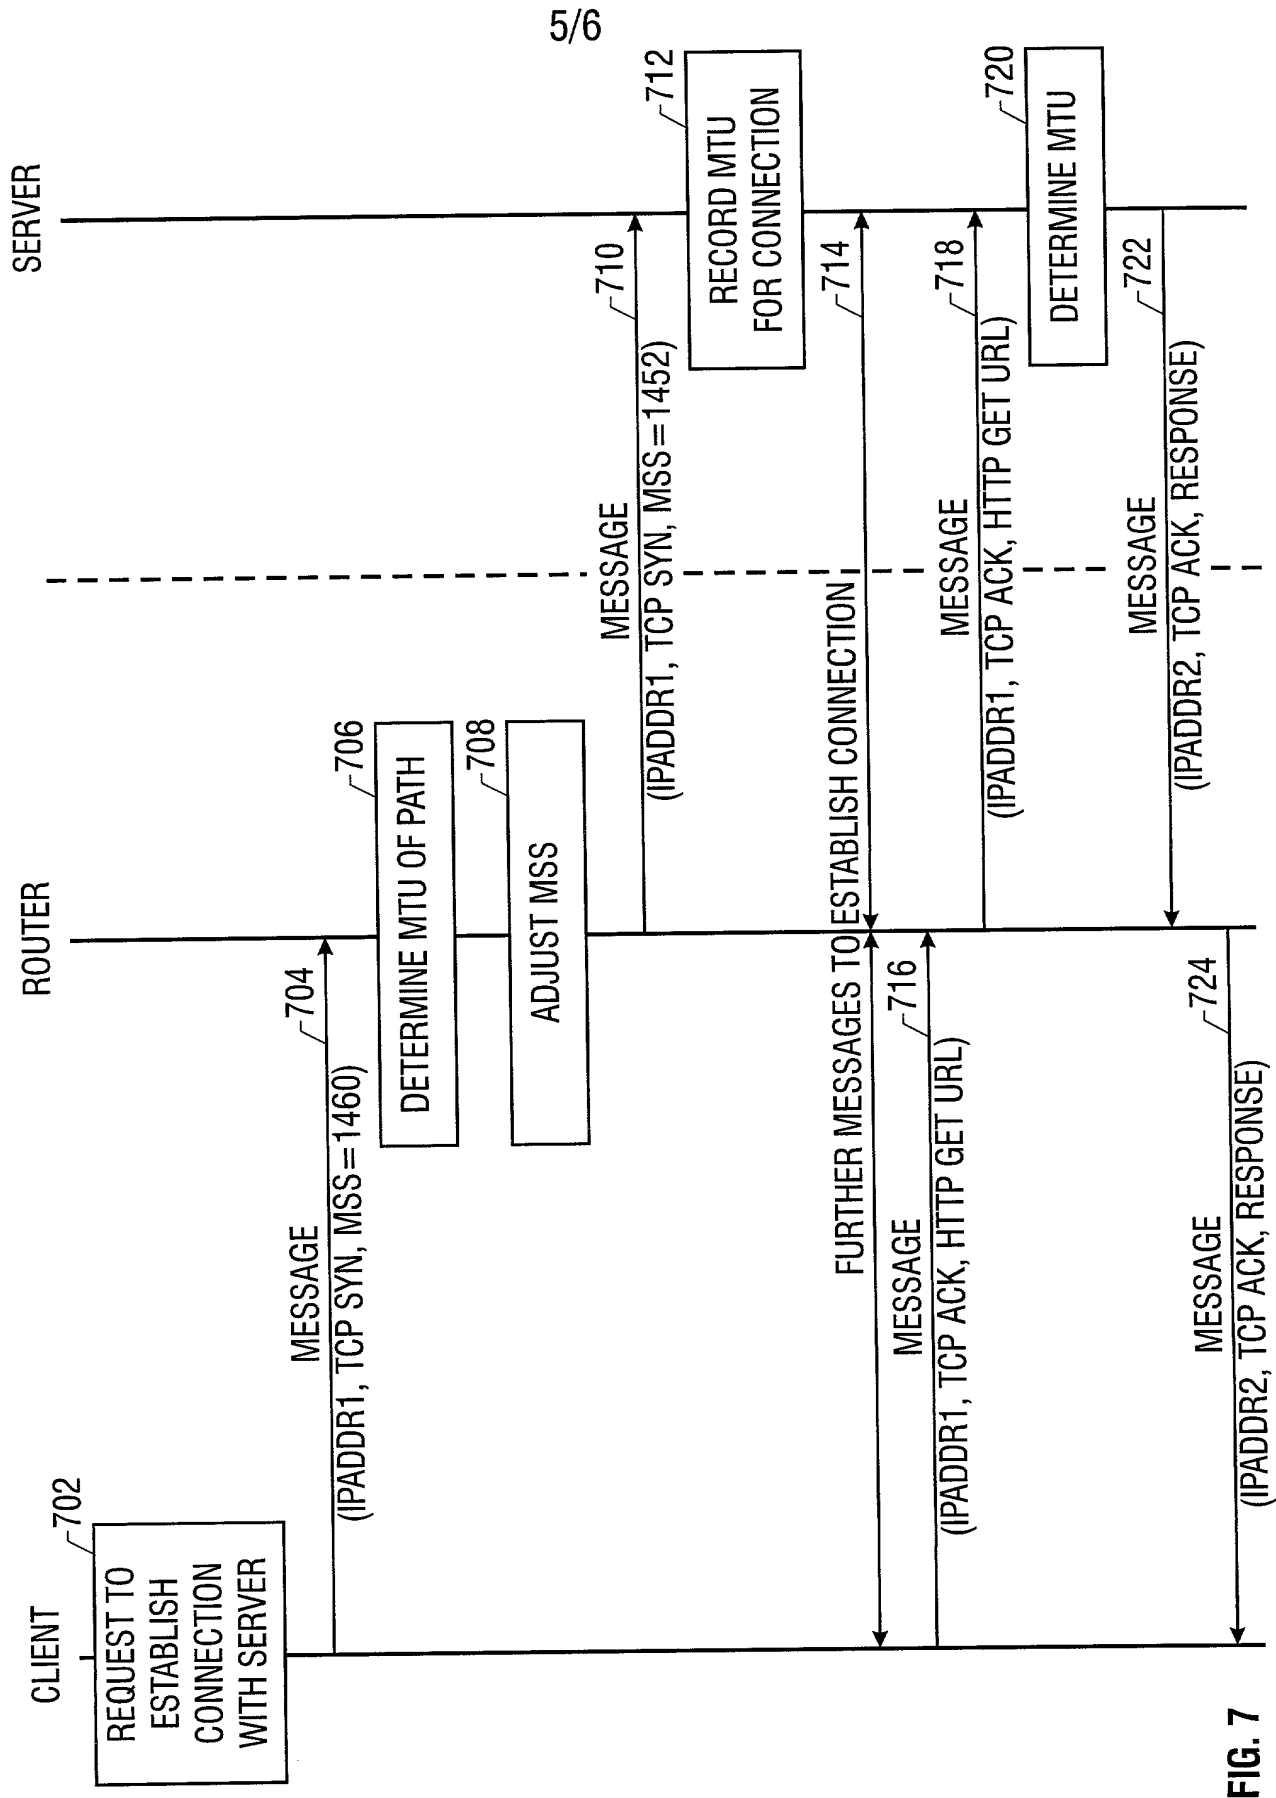 5/6
CLIENT
ROUTER
SERVER
702
REQUEST TO
ESTABLISH
CONNECTION
WITH SERVER
MESSAGE
704
(IPADDR1, TCP SYN, MSS=1460)
706
DETERMINE MTU OF PATH
708
ADJUST MSS
MESSAGE
710
(IPADDR1, TCP SYN, MSS=1452)
712
RECORD MTU
FOR CONNECTION
FURTHER MESSAGES TO ESTABLISH CONNECTION
714
MESSAGE
716
(IPADDR1, TCP ACK, HTTP GET URL)
MESSAGE
718
(IPADDR1, TCP ACK, HTTP GET URL)
720
DETERMINE MTU
MESSAGE
722
(IPADDR2, TCP ACK, RESPONSE)
MESSAGE
724
(IPADDR2, TCP ACK, RESPONSE)
FIG. 7